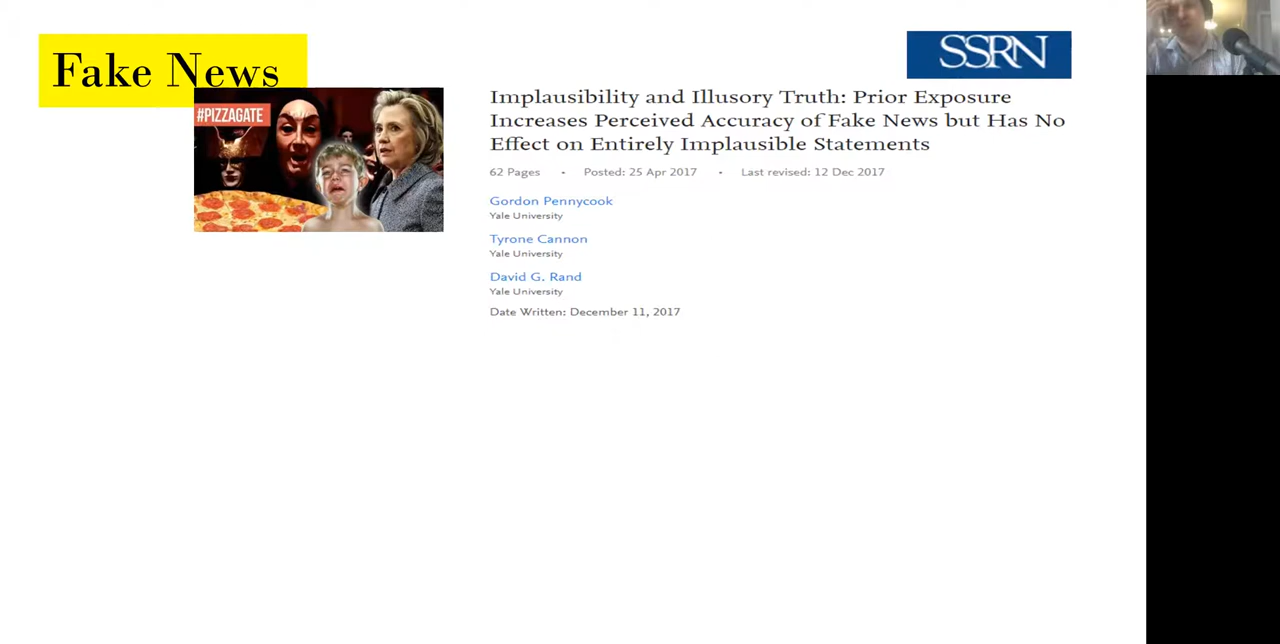 Fake News
#PIZZAGATE
SSRN
Implausibility and Illusory Truth: Prior Exposure
Increases Perceived Accuracy of Fake News but Has No
Effect on Entirely Implausible Statements
62 Pages • Posted: 25 Apr 2017 • Last revised: 12 Dec 2017
Gordon Pennycook
Yale University
Tyrone Cannon
Yale University
David G. Rand
Yale University
Date Written: December 11, 2017